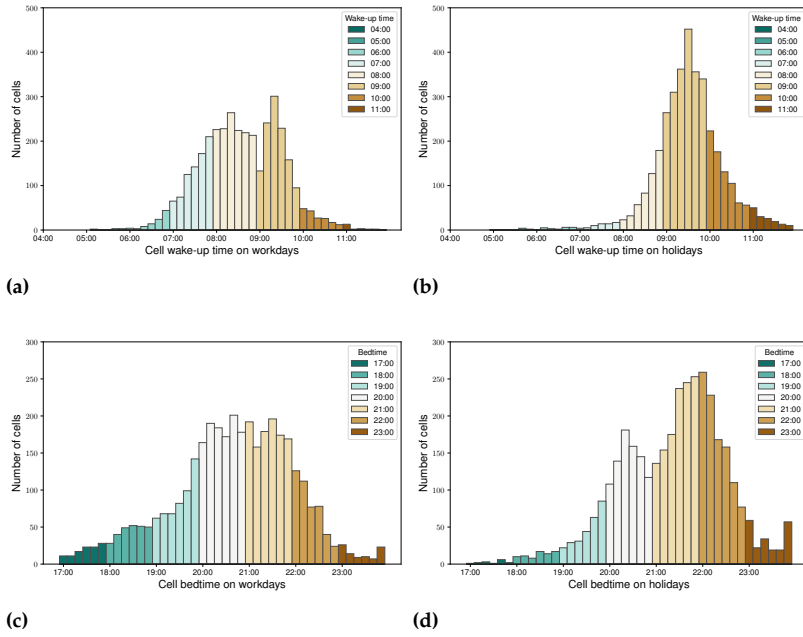 500
400
300
200
100
0
Number of cells
04:00 05:00 06:00 07:00 08:00 09:00 10:00 11:00
Cell wake-up time on workdays
Wake-up time
04:00
05:00
06:00
07:00
08:00
09:00
10:00
11:00
(a)
500
400
300
200
100
0
Number of cells
04:00 05:00 06:00 07:00 08:00 09:00 10:00 11:00
Cell wake-up time on holidays
Wake-up time
04:00
05:00
06:00
07:00
08:00
09:00
10:00
11:00
(b)
300
250
200
150
100
50
0
Number of cells
17:00 18:00 19:00 20:00 21:00 22:00 23:00
Cell bedtime on workdays
Bedtime
17:00
18:00
19:00
20:00
21:00
22:00
23:00
(c)
300
250
200
150
100
50
0
Number of cells
17:00 18:00 19:00 20:00 21:00 22:00 23:00
Cell bedtime on holidays
Bedtime
17:00
18:00
19:00
20:00
21:00
22:00
23:00
(d)